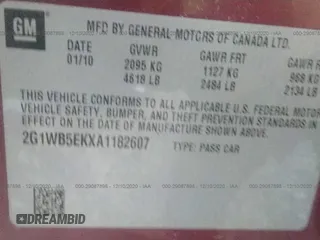 GM
MFD BY GENERAL MOTORS OF CANADA LTD.
DATE GVWR GAWR FRT GAWR
01/10 2095 KG 1127 KG 968 KG
4618 LB 2484 LB 2134 LB
THIS VEHICLE CONFORMS TO ALL APPLICABLE U.S. FEDERAL MOTOR
VEHICLE SAFETY, BUMPER, AND THEFT PREVENTION STANDARDS IN
EFFECT ON THE DATE OF MANUFACTURE SHOWN ABOVE.
2G1WB5EKXA1182607 TYPE: PASS CAR
DREAMBID